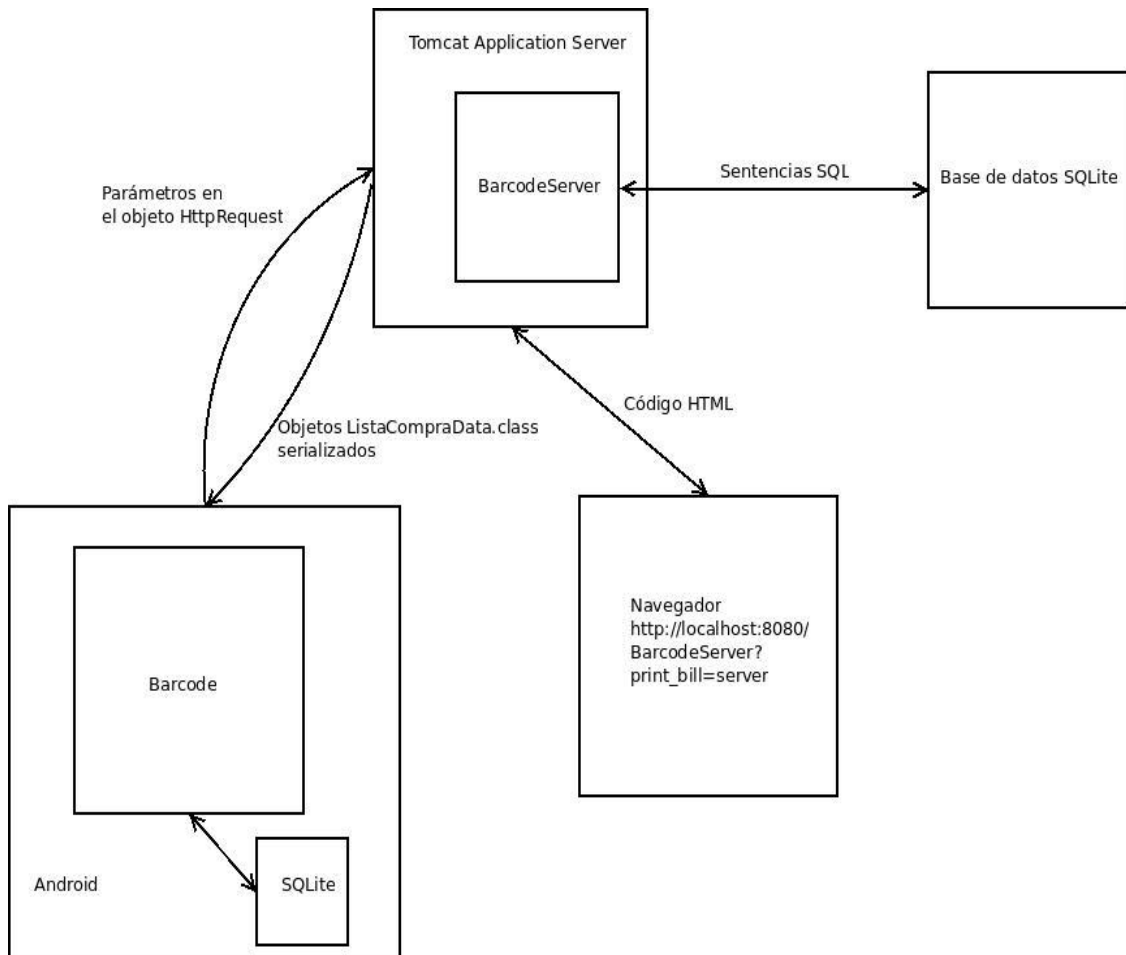 Tomcat Application Server
BarcodeServer
Sentencias SQL
Base de datos SQLite
Parámetros en
el objeto HttpRequest
Código HTML
Objetos ListaCompraData.class
serializados
Navegador
http://localhost:8080/
BarcodeServer?
print_bill=server
Barcode
Android
SQLite